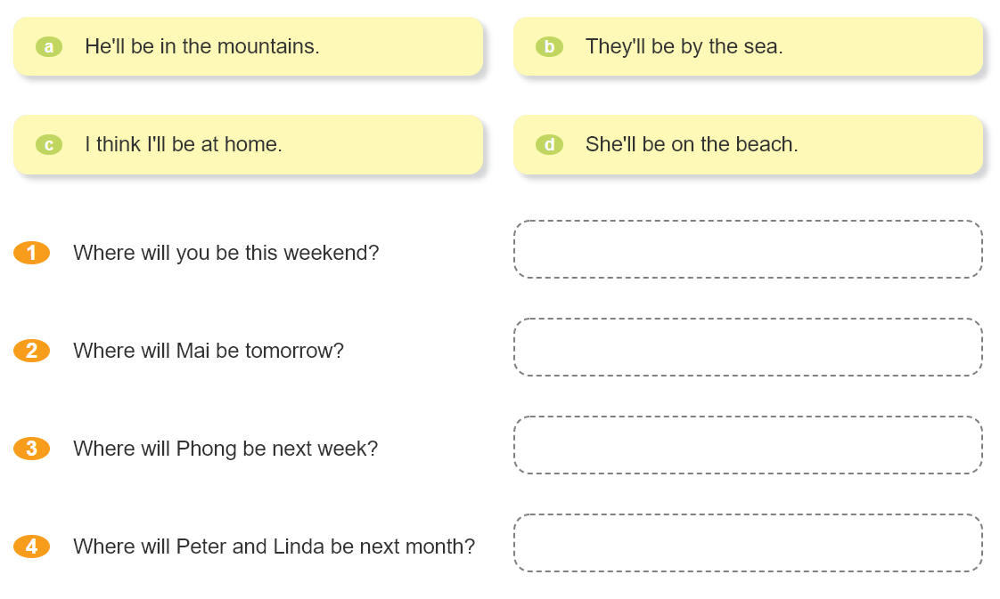 a He'll be in the mountains.
b They'll be by the sea.
c I think I'll be at home.
d She'll be on the beach.
1 Where will you be this weekend?
2 Where will Mai be tomorrow?
3 Where will Phong be next week?
4 Where will Peter and Linda be next month?